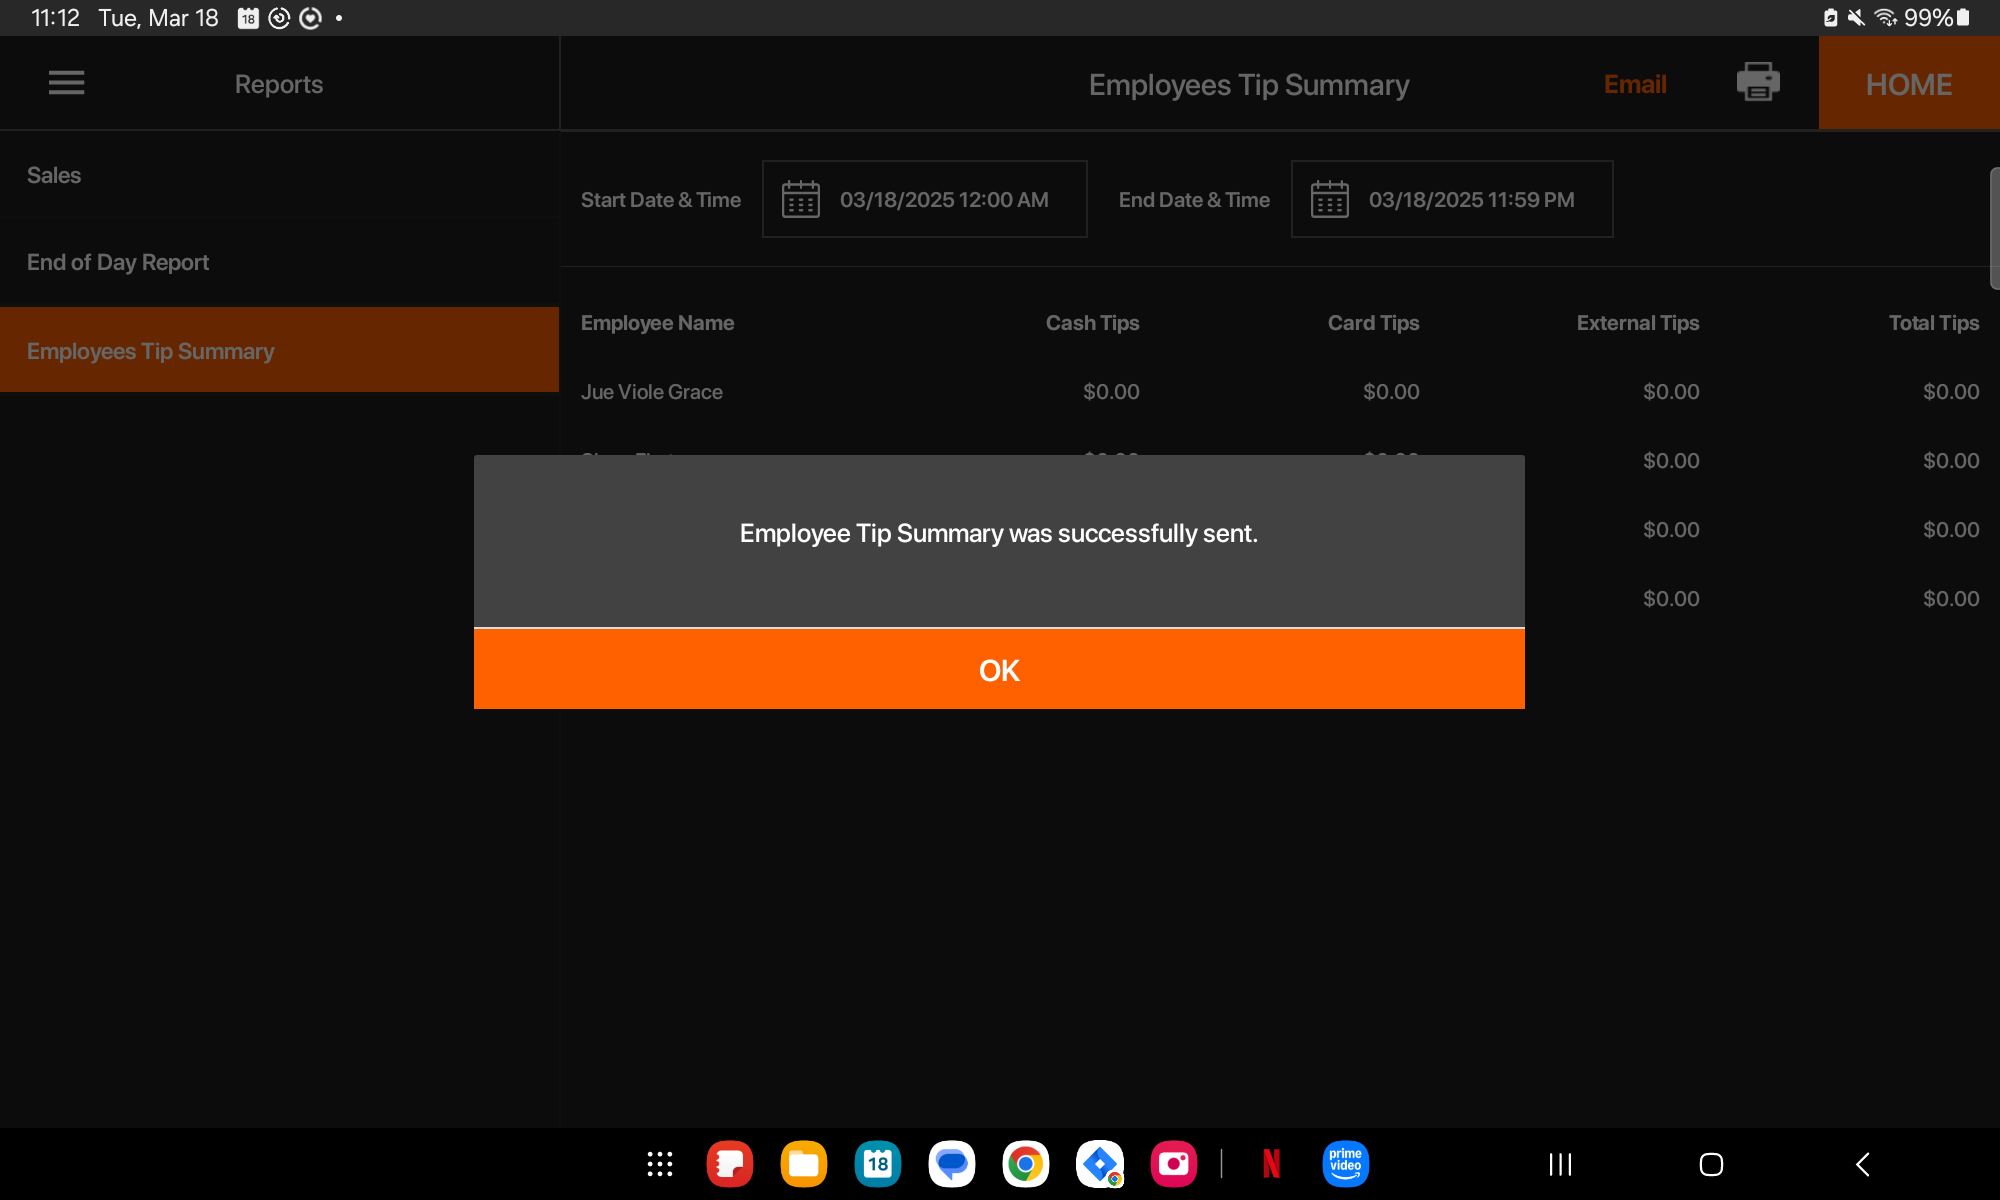 11:12 Tue, Mar 18 18 99%
Reports
Employees Tip Summary
Email
HOME
Sales
End of Day Report
Employees Tip Summary
Start Date & Time 03/18/2025 12:00 AM End Date & Time 03/18/2025 11:59 PM
Employee Name Cash Tips Card Tips External Tips Total Tips
Jue Viole Grace $0.00 $0.00 $0.00 $0.00
$0.00 $0.00
$0.00 $0.00
$0.00 $0.00
Employee Tip Summary was successfully sent.
OK
18
N
prime
video